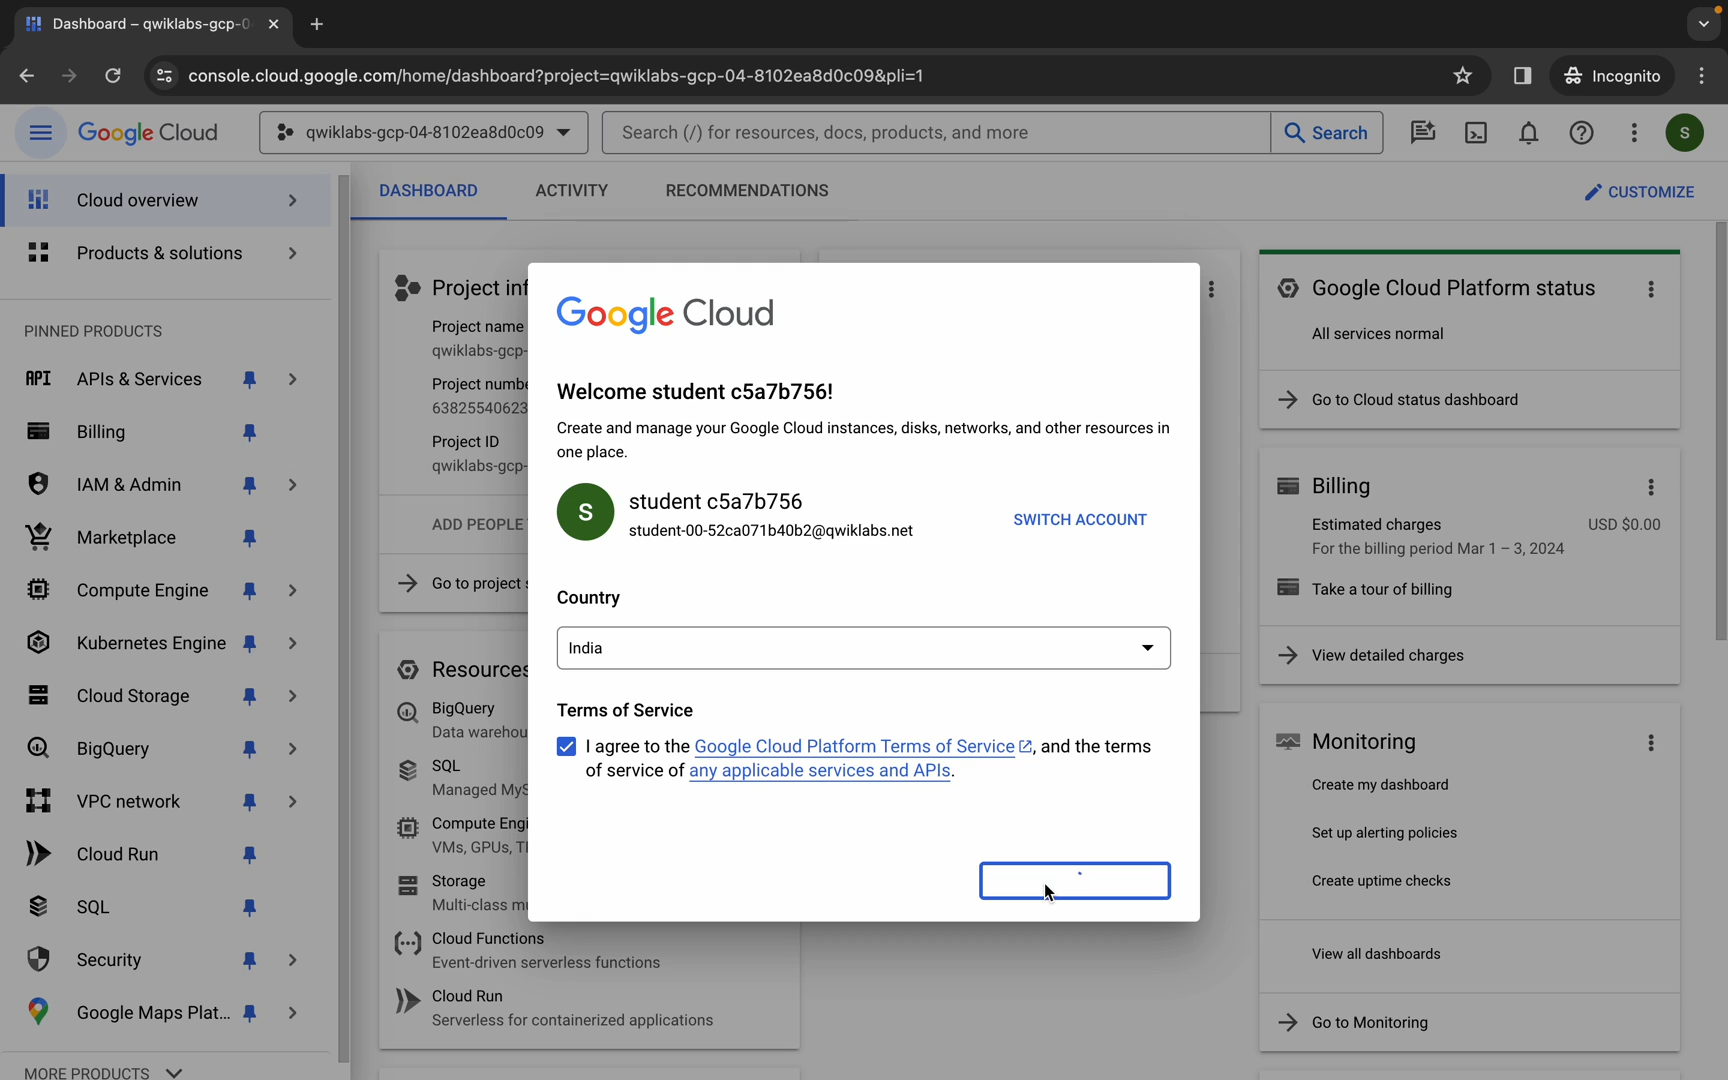 Dashboard – qwiklabs-gcp-0
console.cloud.google.com/home/dashboard?project=qwiklabs-gcp-04-8102ea8d0c09&pli=1
Incognito
Google Cloud
qwiklabs-gcp-04-8102ea8d0c09
Search (/) for resources, docs, products, and more
Search
S
Cloud overview
Products & solutions
PINNED PRODUCTS
API
APIs & Services
Billing
IAM & Admin
Marketplace
Compute Engine
Kubernetes Engine
Cloud Storage
BigQuery
VPC network
Cloud Run
SQL
Security
Google Maps Plat...
MORE PRODUCTS
DASHBOARD
ACTIVITY
RECOMMENDATIONS
CUSTOMIZE
Project inf
Project name
qwiklabs-gcp-
Project numbe
63825540623
Project ID
qwiklabs-gcp-
ADD PEOPLE
Go to project s
Resources
BigQuery
Data warehou
SQL
Managed MyS
Compute Engi
VMs, GPUs, T
Storage
Multi-class mu
Cloud Functions
Event-driven serverless functions
Cloud Run
Serverless for containerized applications
Google Cloud
Welcome student c5a7b756!
Create and manage your Google Cloud instances, disks, networks, and other resources in
one place.
S
student c5a7b756
student-00-52ca071b40b2@qwiklabs.net
SWITCH ACCOUNT
Country
India
Terms of Service
I agree to the Google Cloud Platform Terms of Service, and the terms
of service of any applicable services and APIs.
Google Cloud Platform status
All services normal
Go to Cloud status dashboard
Billing
Estimated charges
USD $0.00
For the billing period Mar 1 – 3, 2024
Take a tour of billing
View detailed charges
Monitoring
Create my dashboard
Set up alerting policies
Create uptime checks
View all dashboards
Go to Monitoring